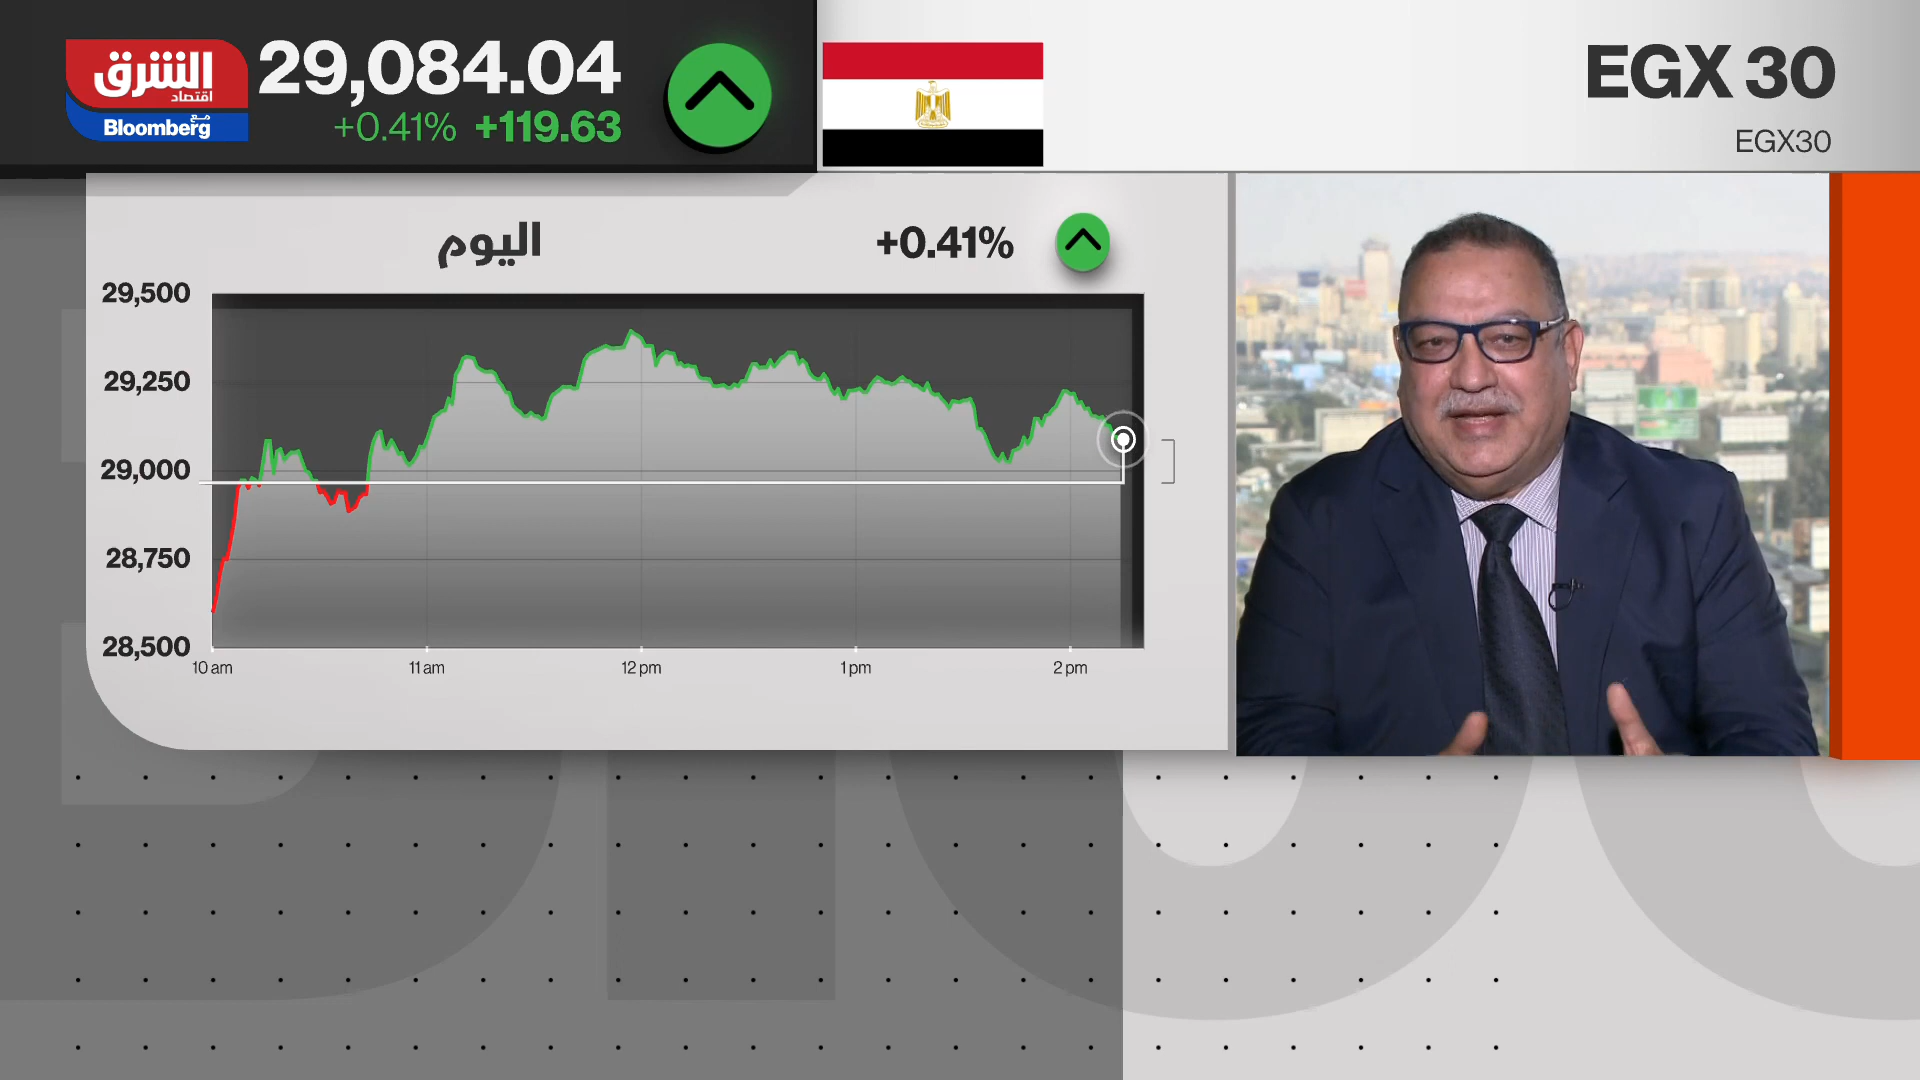 الشرق
اقتصاد
مع
Bloomberg
29,084.04
+0.41% +119.63
EGX 30
EGX30
اليوم
+0.41%
29,500
29,250
29,000
28,750
28,500
10 am 11 am 12 pm 1 pm 2 pm